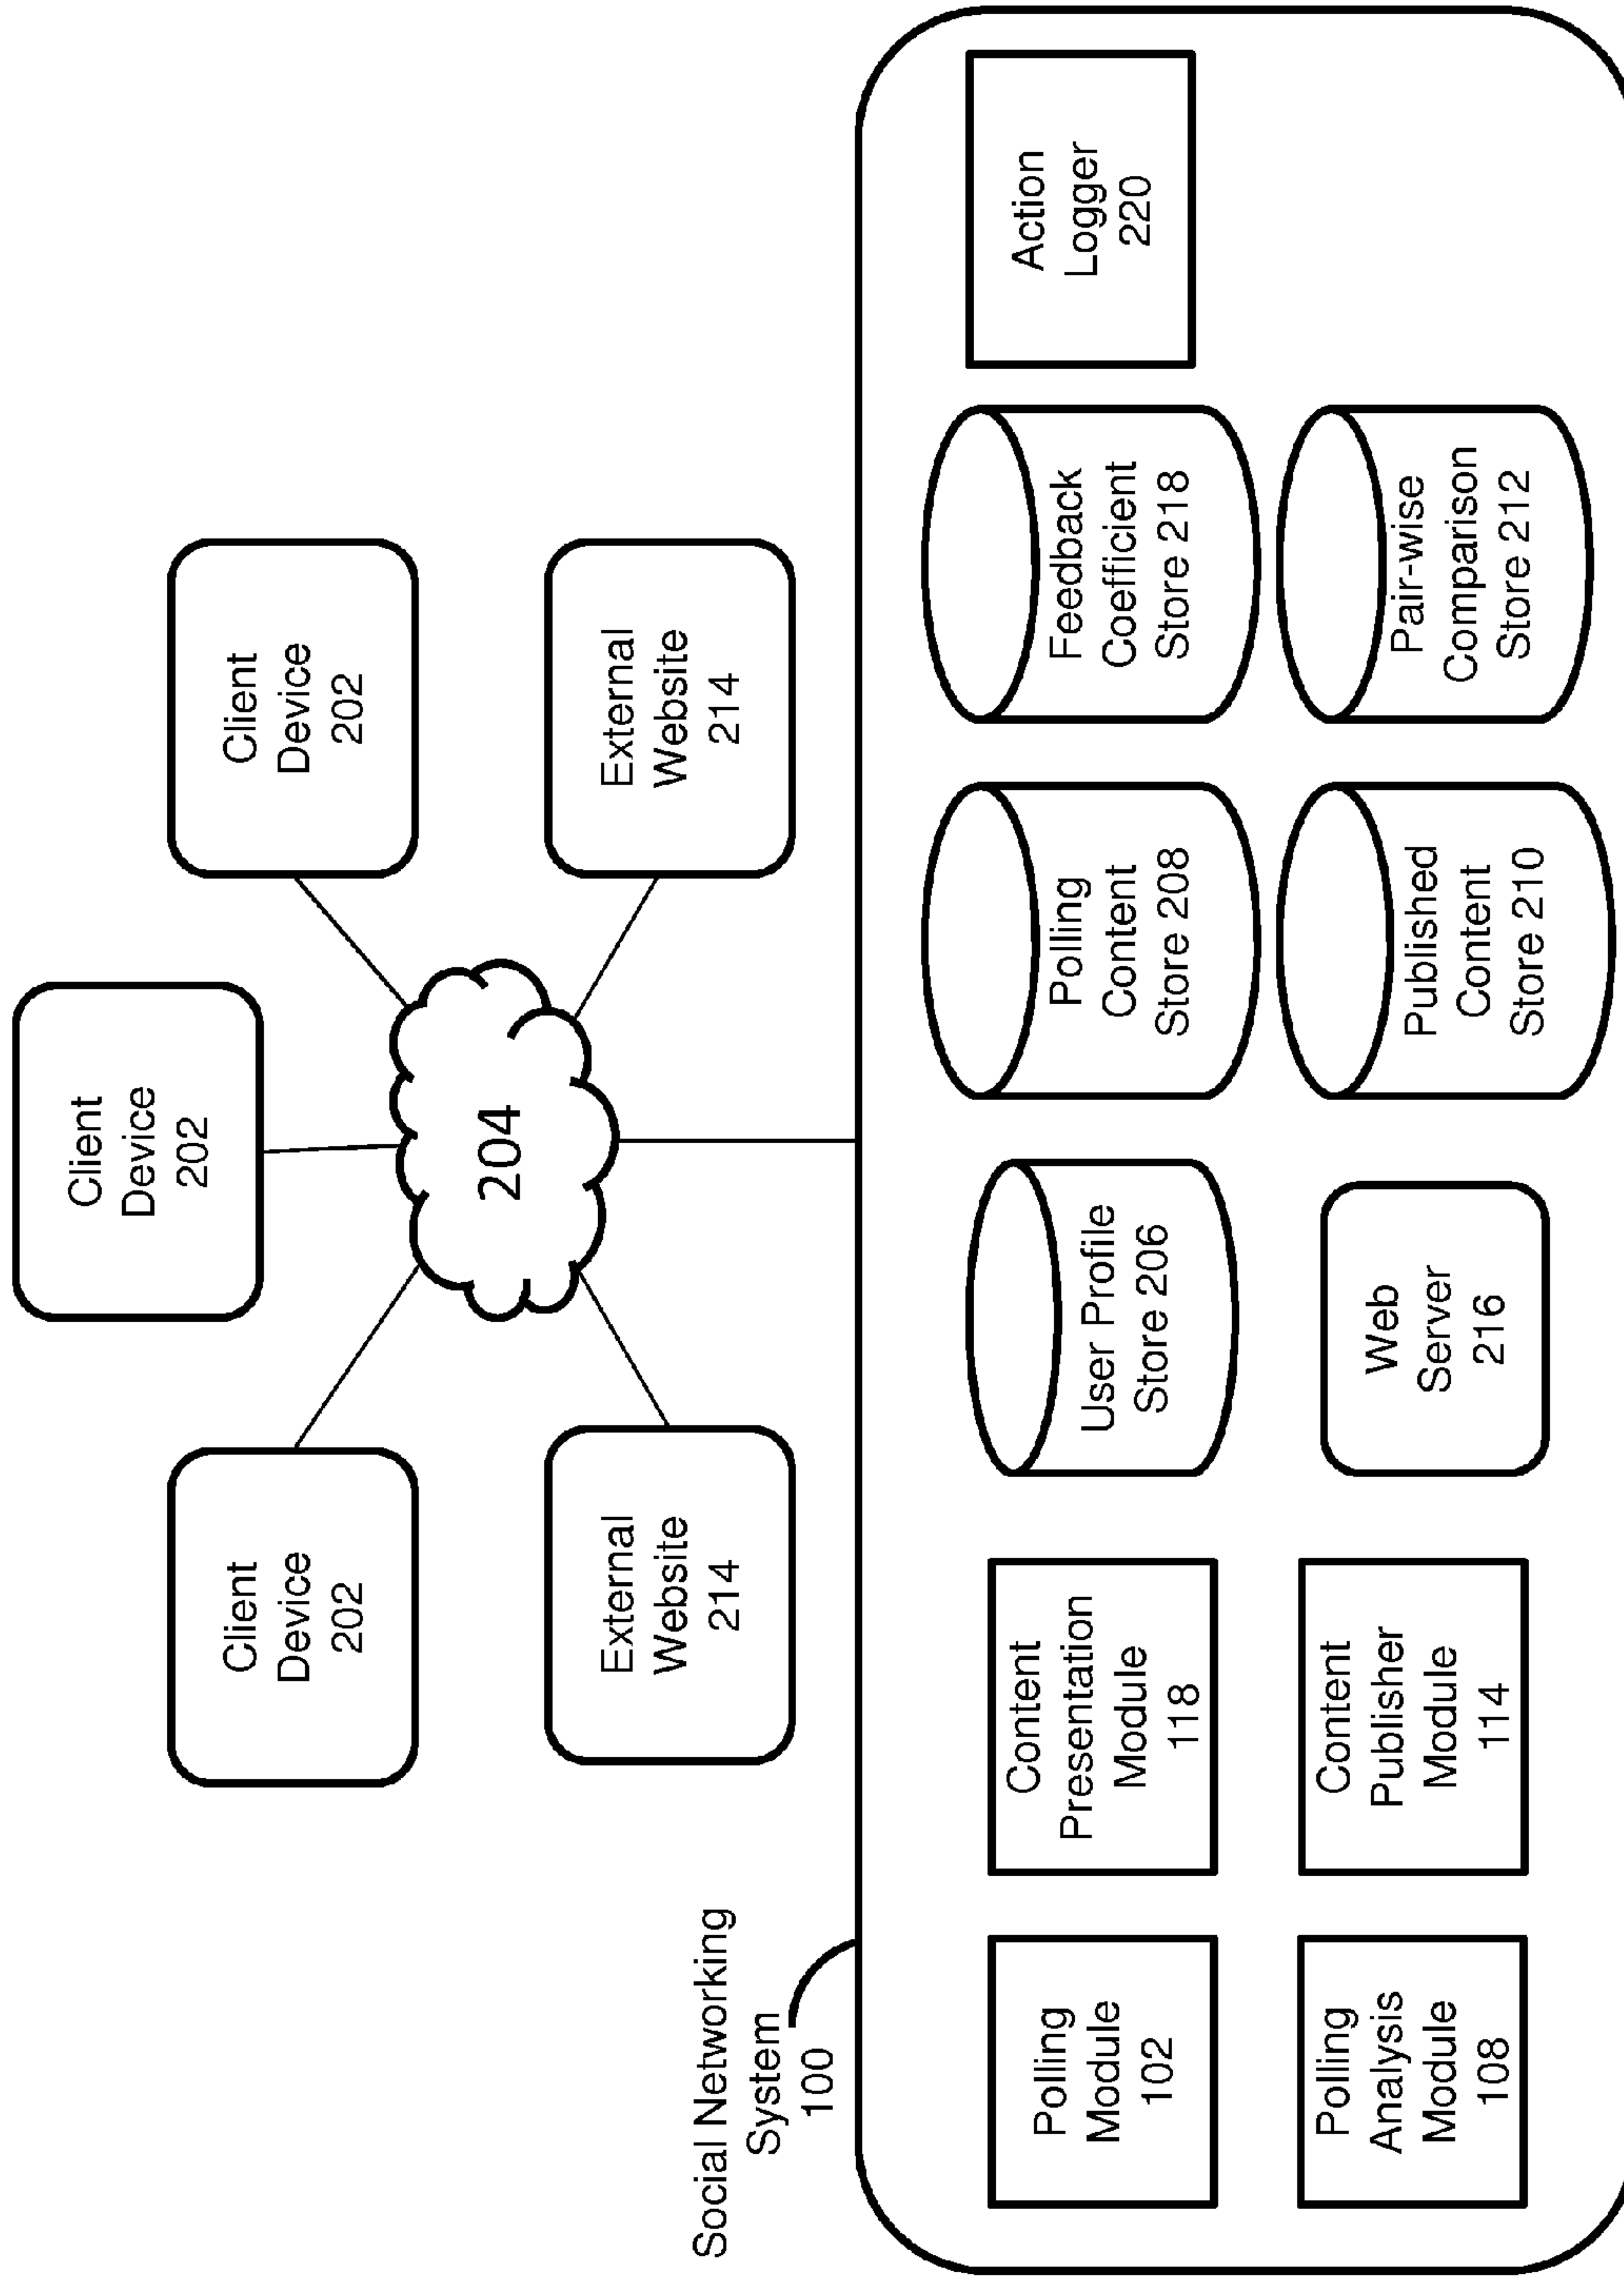 Client
Device
202
Client
Device
202
Client
Device
202
External
Website
214
204
External
Website
214
Social Networking
System
100
Polling
Module
102
Content
Presentation
Module
118
User Profile
Store 206
Polling
Content
Store 208
Feedback
Coefficient
Store 218
Action
Logger
220
Polling
Analysis
Module
108
Content
Publisher
Module
114
Web
Server
216
Published
Content
Store 210
Pair-wise
Comparison
Store 212